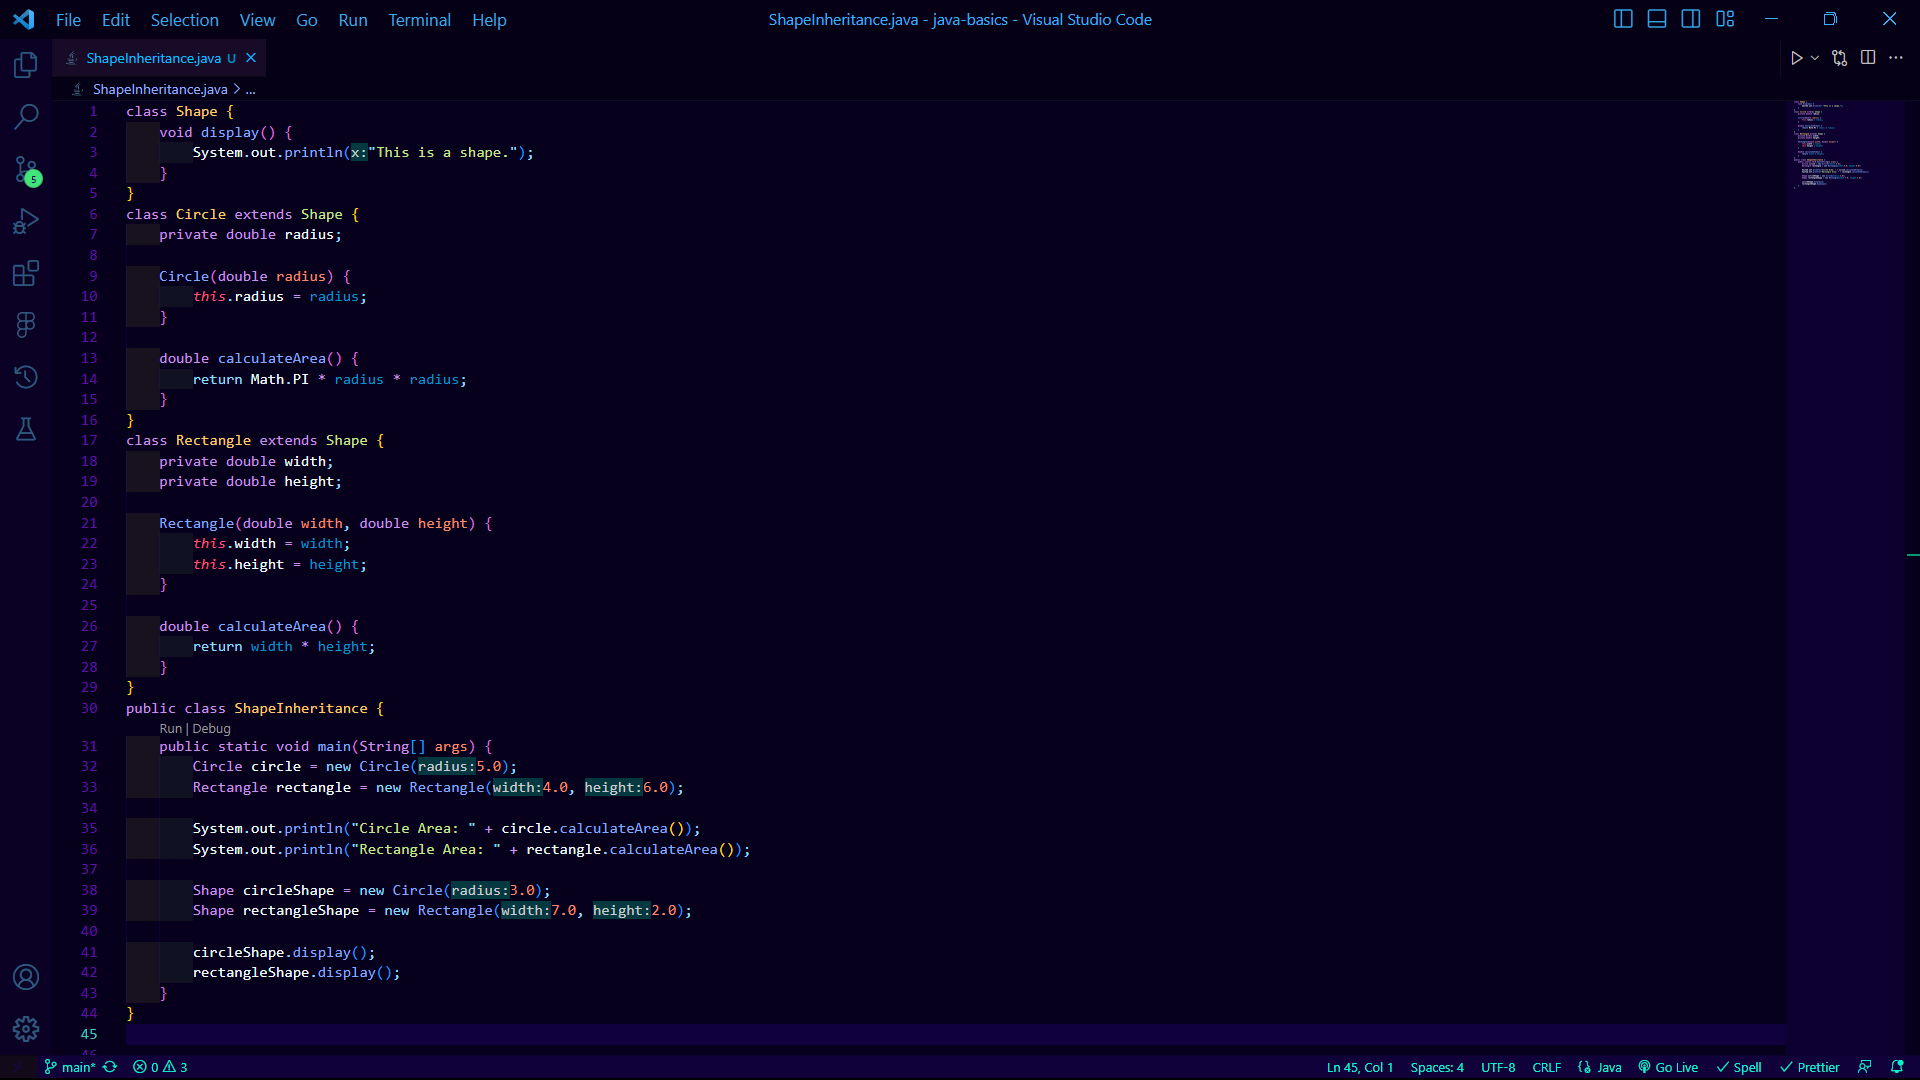 File Edit Selection View Go Run Terminal Help
ShapeInheritance.java - java-basics - Visual Studio Code
ShapeInheritance.java U
ShapeInheritance.java > ...
1 class Shape {
2 void display() {
3 System.out.println(x:"This is a shape.");
4 }
5 }
6 class Circle extends Shape {
7 private double radius;
8
9 Circle(double radius) {
10 this.radius = radius;
11 }
12
13 double calculateArea() {
14 return Math.PI * radius * radius;
15 }
16 }
17 class Rectangle extends Shape {
18 private double width;
19 private double height;
20
21 Rectangle(double width, double height) {
22 this.width = width;
23 this.height = height;
24 }
25
26 double calculateArea() {
27 return width * height;
28 }
29 }
30 public class ShapeInheritance {
Run | Debug
31 public static void main(String[] args) {
32 Circle circle = new Circle(radius:5.0);
33 Rectangle rectangle = new Rectangle(width:4.0, height:6.0);
34
35 System.out.println("Circle Area: " + circle.calculateArea());
36 System.out.println("Rectangle Area: " + rectangle.calculateArea());
37
38 Shape circleShape = new Circle(radius:3.0);
39 Shape rectangleShape = new Rectangle(width:7.0, height:2.0);
40
41 circleShape.display();
42 rectangleShape.display();
43 }
44 }
45
5
main* 0 3
Ln 45, Col 1 Spaces: 4 UTF-8 CRLF Java Go Live Spell Prettier